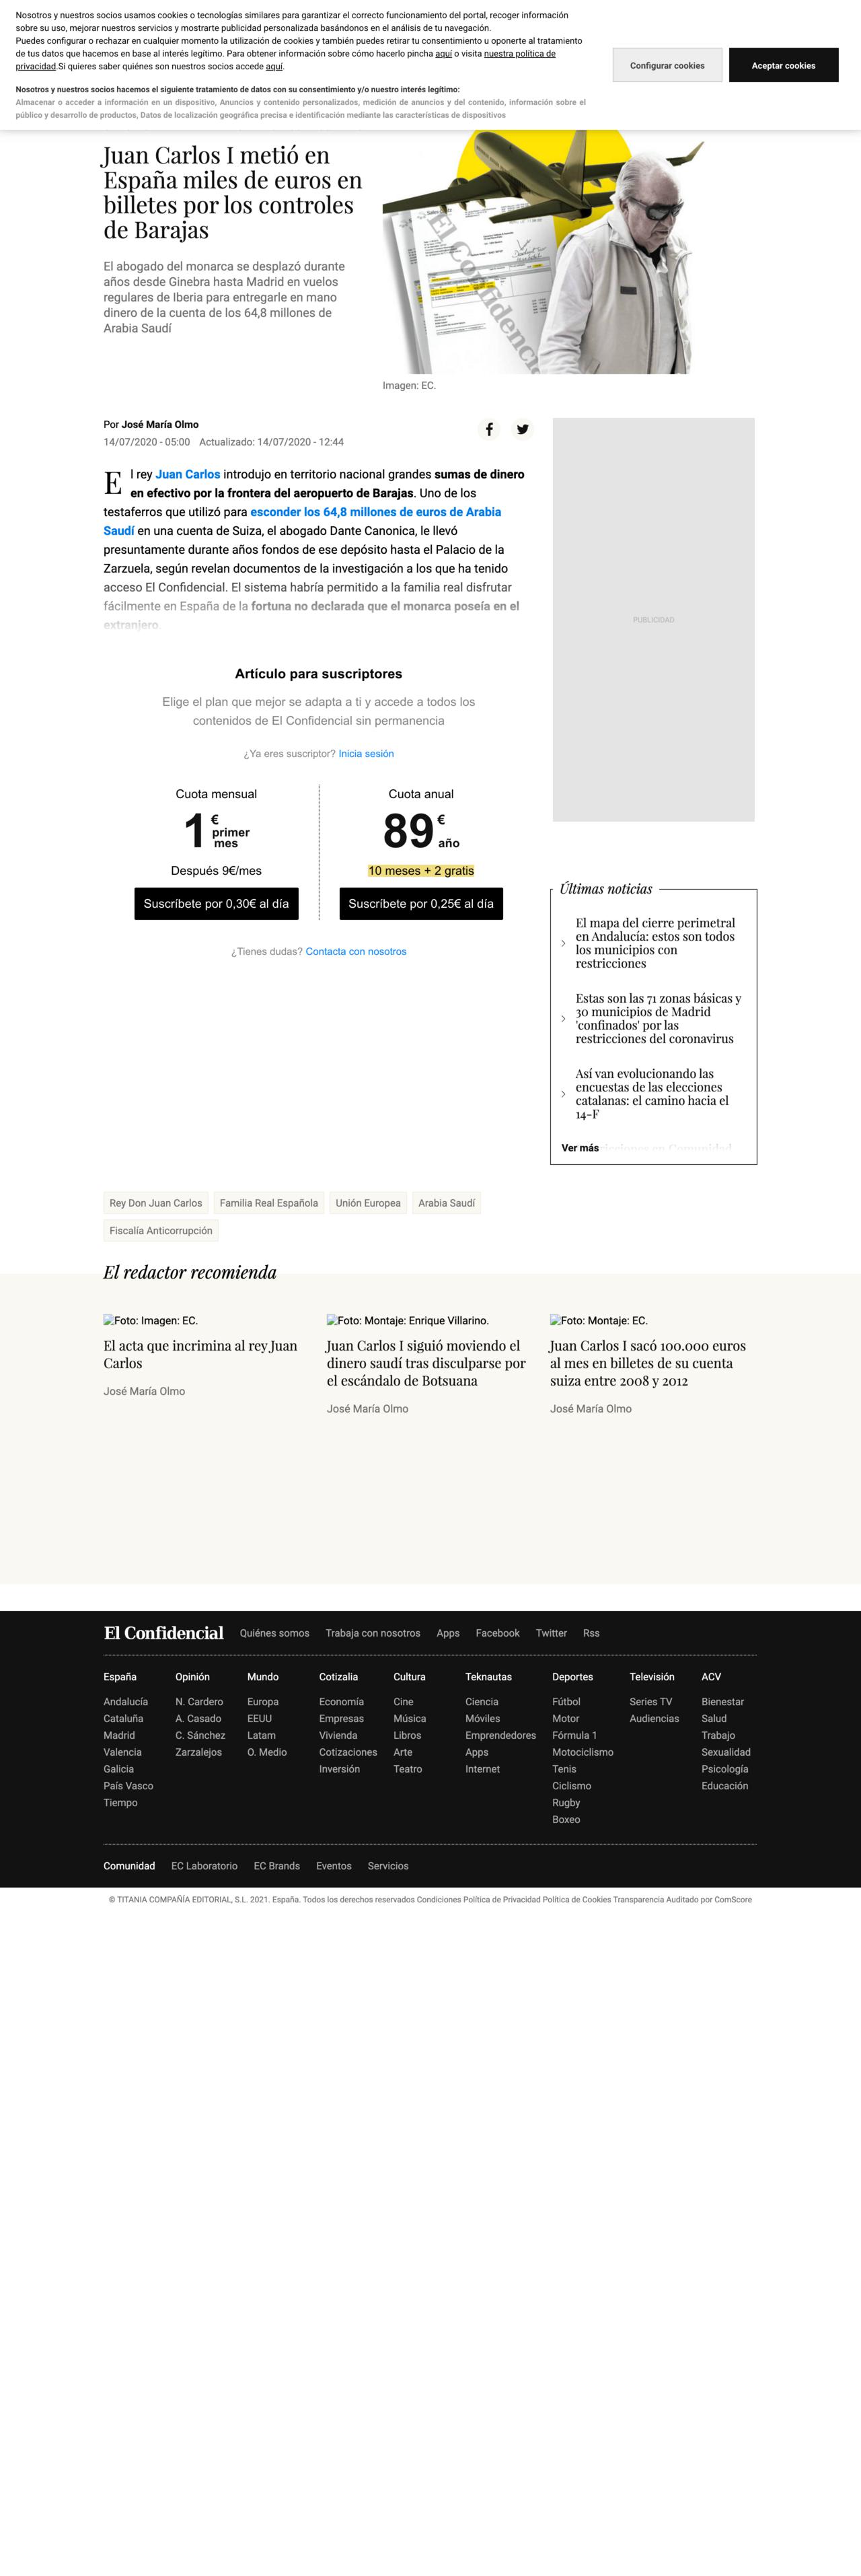 Nosotros y nuestros socios usamos cookies o tecnologías similares para garantizar el correcto funcionamiento del portal, recoger información
sobre su uso, mejorar nuestros servicios y mostrarte publicidad personalizada basándonos en el análisis de tu navegación.
Puedes configurar o rechazar en cualquier momento la utilización de cookies y también puedes retirar tu consentimiento u oponerte al tratamiento
de tus datos que hacemos en base al interés legítimo. Para obtener información sobre cómo hacerlo pincha aquí o visita nuestra política de
privacidad.Si quieres saber quiénes son nuestros socios accede aquí.
Configurar cookies
Aceptar cookies
Nosotros y nuestros socios hacemos el siguiente tratamiento de datos con su consentimiento y/o nuestro interés legítimo:
Almacenar o acceder a información en un dispositivo, Anuncios y contenido personalizados, medición de anuncios y del contenido, información sobre el
público y desarrollo de productos, Datos de localización geográfica precisa e identificación mediante las características de dispositivos
Juan Carlos I metió en
España miles de euros en
billetes por los controles
de Barajas
El abogado del monarca se desplazó durante
años desde Ginebra hasta Madrid en vuelos
regulares de Iberia para entregarle en mano
dinero de la cuenta de los 64,8 millones de
Arabia Saudí
El Confidencial
Imagen: EC.
Por José María Olmo
14/07/2020 - 05:00 Actualizado: 14/07/2020 - 12:44
El rey Juan Carlos introdujo en territorio nacional grandes sumas de dinero
en efectivo por la frontera del aeropuerto de Barajas. Uno de los
testaferros que utilizó para esconder los 64,8 millones de euros de Arabia
Saudí en una cuenta de Suiza, el abogado Dante Canonica, le llevó
presuntamente durante años fondos de ese depósito hasta el Palacio de la
Zarzuela, según revelan documentos de la investigación a los que ha tenido
acceso El Confidencial. El sistema habría permitido a la familia real disfrutar
fácilmente en España de la fortuna no declarada que el monarca poseía en el
extranjero.
PUBLICIDAD
Artículo para suscriptores
Elige el plan que mejor se adapta a ti y accede a todos los
contenidos de El Confidencial sin permanencia
¿Ya eres suscriptor? Inicia sesión
Cuota mensual
1 € primer mes
Después 9€/mes
Suscríbete por 0,30€ al día
Cuota anual
89 € año
10 meses + 2 gratis
Suscríbete por 0,25€ al día
¿Tienes dudas? Contacta con nosotros
Últimas noticias
El mapa del cierre perimetral
en Andalucía: estos son todos
los municipios con
restricciones
Estas son las 71 zonas básicas y
30 municipios de Madrid
'confinados' por las
restricciones del coronavirus
Así van evolucionando las
encuestas de las elecciones
catalanas: el camino hacia el
14-F
Ver más
Rey Don Juan Carlos
Familia Real Española
Unión Europea
Arabia Saudí
Fiscalía Anticorrupción
El redactor recomienda
Foto: Imagen: EC.
El acta que incrimina al rey Juan
Carlos
José María Olmo
Foto: Montaje: Enrique Villarino.
Juan Carlos I siguió moviendo el
dinero saudí tras disculparse por
el escándalo de Botsuana
José María Olmo
Foto: Montaje: EC.
Juan Carlos I sacó 100.000 euros
al mes en billetes de su cuenta
suiza entre 2008 y 2012
José María Olmo
El Confidencial Quiénes somos Trabaja con nosotros Apps Facebook Twitter Rss
España
Andalucía
Cataluña
Madrid
Valencia
Galicia
País Vasco
Tiempo
Opinión
N. Cardero
A. Casado
C. Sánchez
Zarzalejos
Mundo
Europa
EEUU
Latam
O. Medio
Cotizalia
Economía
Empresas
Vivienda
Cotizaciones
Inversión
Cultura
Cine
Música
Libros
Arte
Teatro
Teknautas
Ciencia
Móviles
Emprendedores
Apps
Internet
Deportes
Fútbol
Motor
Fórmula 1
Motociclismo
Tenis
Ciclismo
Rugby
Boxeo
Televisión
Series TV
Audiencias
ACV
Bienestar
Salud
Trabajo
Sexualidad
Psicología
Educación
Comunidad EC Laboratorio EC Brands Eventos Servicios
© TITANIA COMPAÑÍA EDITORIAL, S.L. 2021. España. Todos los derechos reservados Condiciones Política de Privacidad Política de Cookies Transparencia Auditado por ComScore